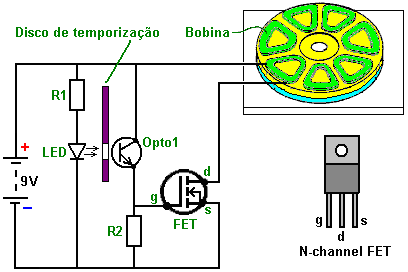 Disco de temporização
Bobina
R1
Opto1
LED
+
9V
−
d
g
s
R2
FET
g
s
d
N-channel FET